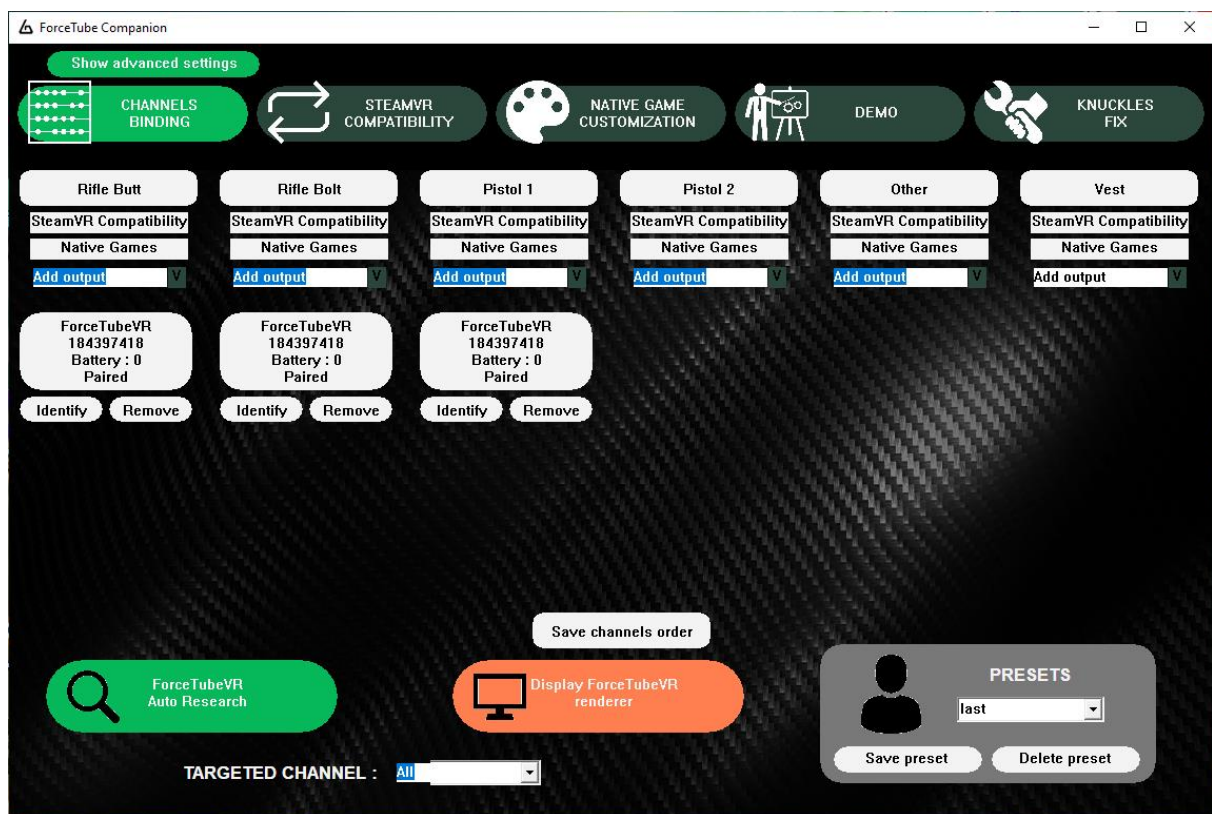 ForceTube Companion
Show advanced settings
CHANNELS
BINDING
STEAMVR
COMPATIBILITY
NATIVE GAME
CUSTOMIZATION
DEMO
KNUCKLES
FIX
Rifle Butt
Rifle Bolt
Pistol 1
Pistol 2
Other
Vest
SteamVR Compatibility
SteamVR Compatibility
SteamVR Compatibility
SteamVR Compatibility
SteamVR Compatibility
SteamVR Compatibility
Native Games
Native Games
Native Games
Native Games
Native Games
Native Games
Add output V
Add output V
Add output V
Add output V
Add output V
Add output V
ForceTubeVR
184397418
Battery : 0
Paired
ForceTubeVR
184397418
Battery : 0
Paired
ForceTubeVR
184397418
Battery : 0
Paired
Identify Remove
Identify Remove
Identify Remove
Save channels order
ForceTubeVR
Auto Research
Display ForceTubeVR
renderer
PRESETS
last
Save preset Delete preset
TARGETED CHANNEL : All